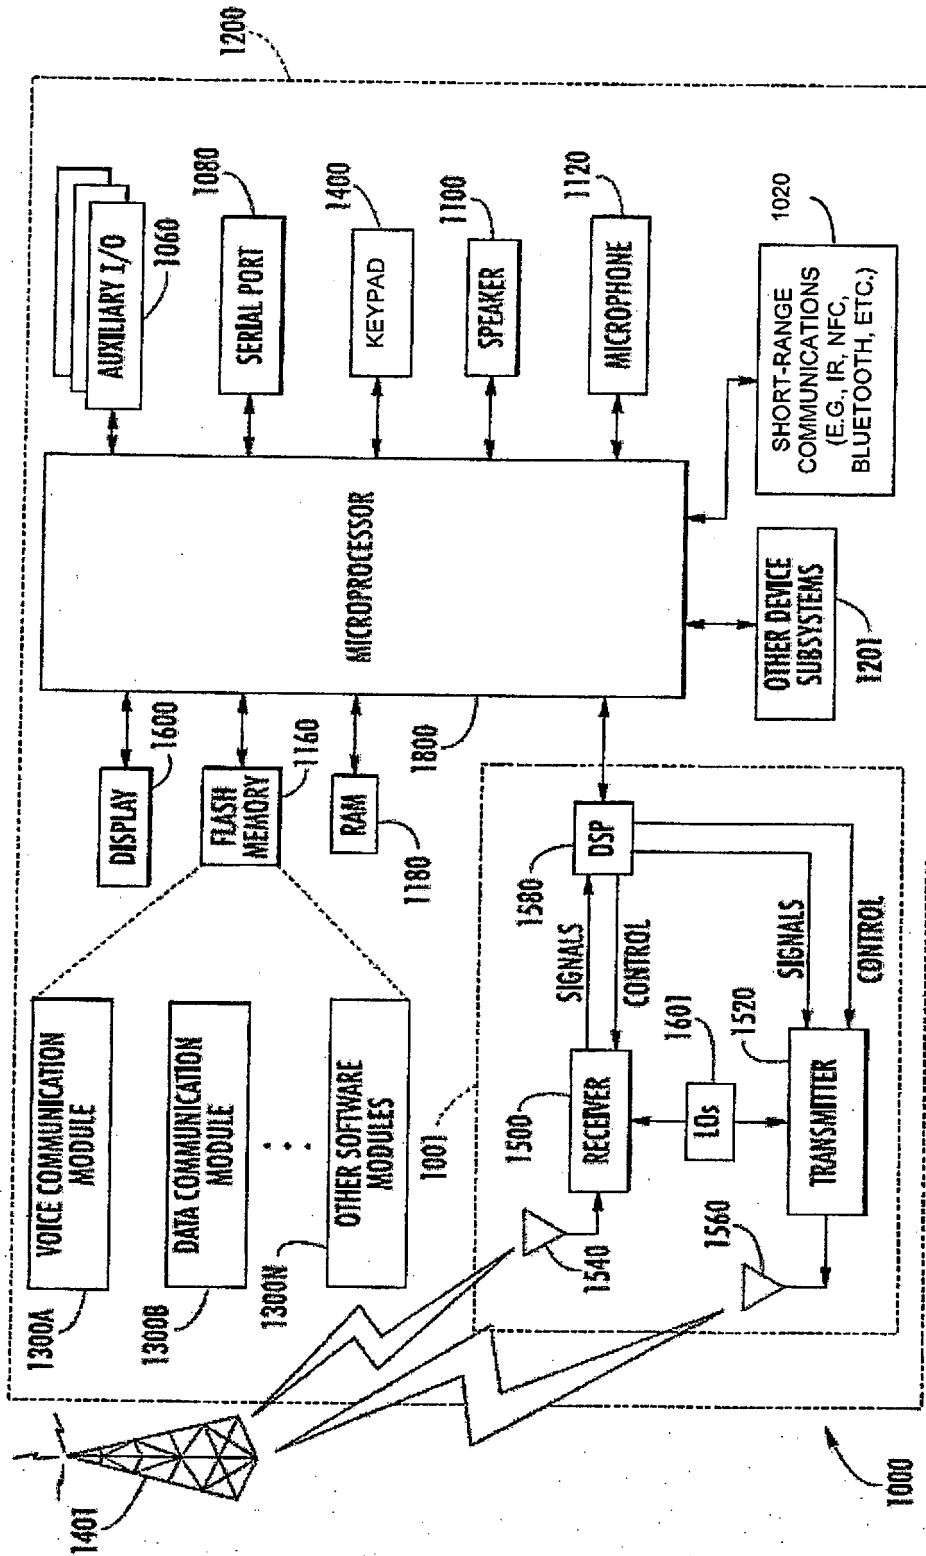 1200
AUXILIARY I/O
1060
SERIAL PORT
1080
KEYPAD
1400
SPEAKER
1100
MICROPHONE
1120
SHORT-RANGE
COMMUNICATIONS
(E.G., IR, NFC,
BLUETOOTH, ETC.)
1020
MICROPROCESSOR
1800
OTHER DEVICE
SUBSYSTEMS
1201
DISPLAY
1600
FLASH
MEMORY
1160
RAM
1180
VOICE COMMUNICATION
MODULE
1300A
DATA COMMUNICATION
MODULE
1300B
OTHER SOFTWARE
MODULES
1300N
1001
DSP
1580
SIGNALS
CONTROL
SIGNALS
CONTROL
RECEIVER
1500
LOs
1601
TRANSMITTER
1520
1540
1560
1401
1000